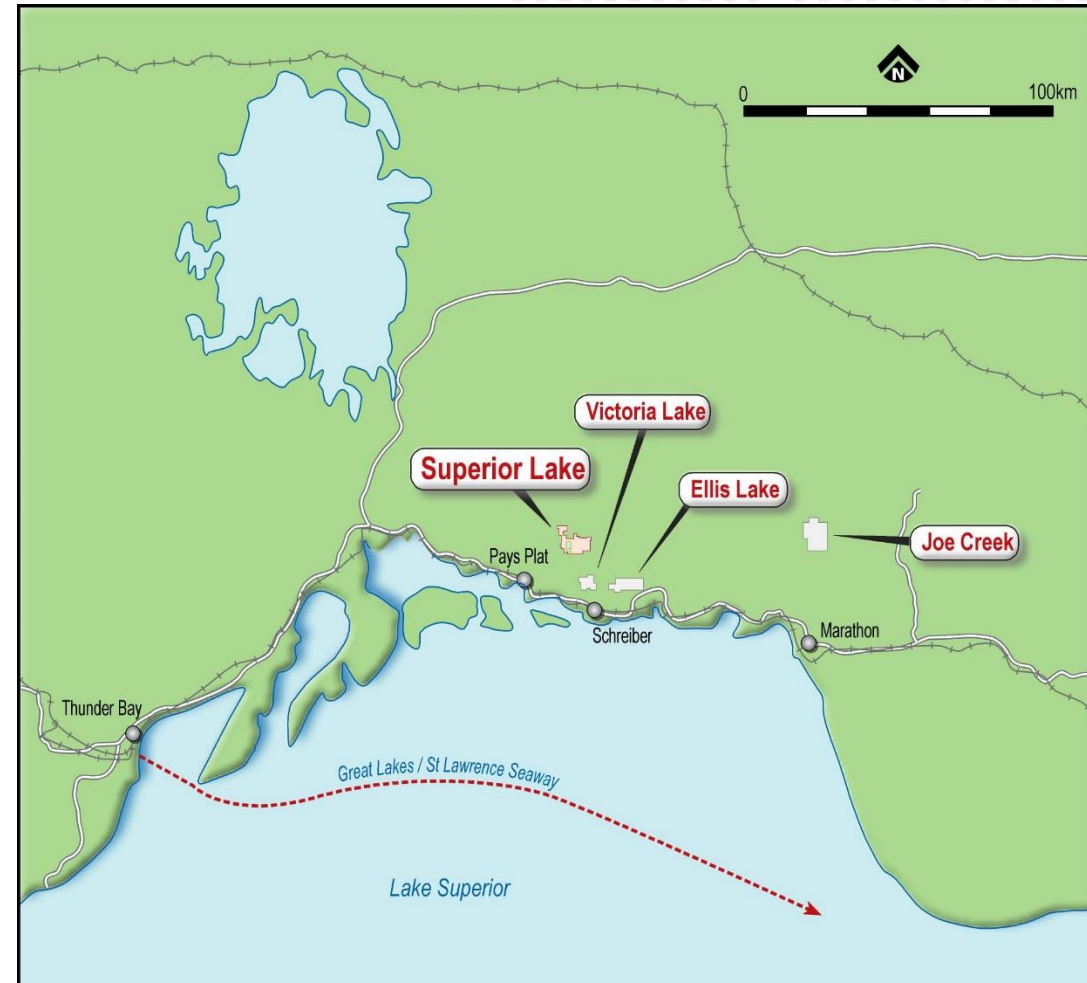 N
0 100km
Victoria Lake
Superior Lake
Ellis Lake
Joe Creek
Pays Plat
Schreiber
Marathon
Thunder Bay
Great Lakes / St Lawrence Seaway
Lake Superior